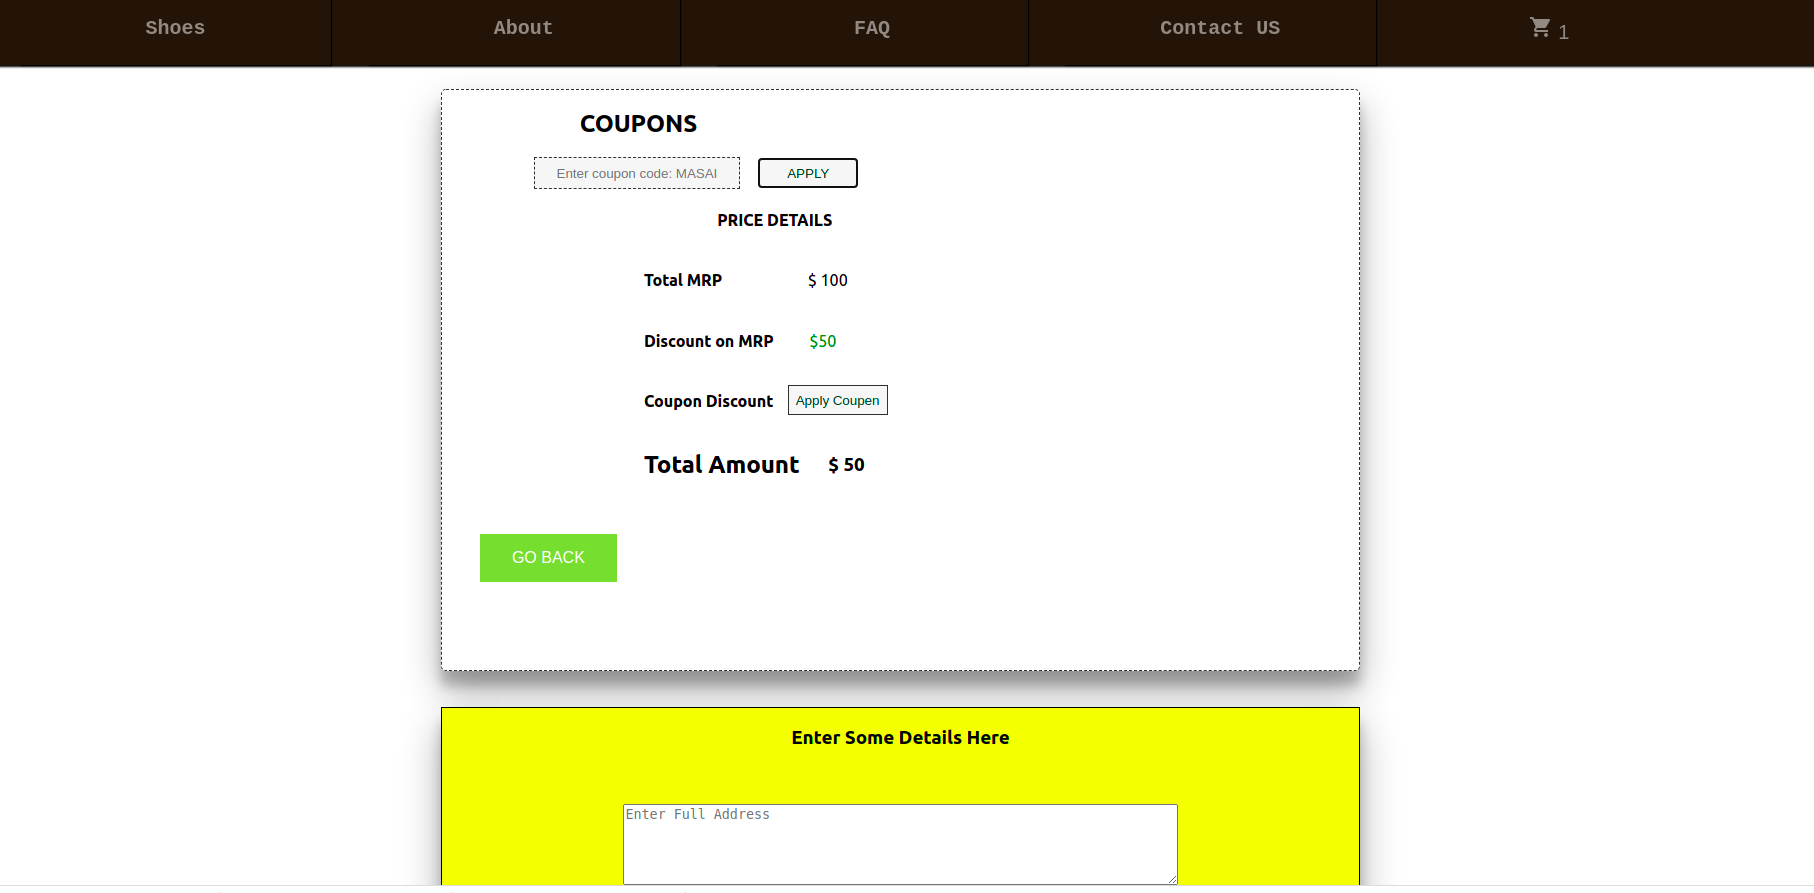 Shoes About FAQ Contact US 1
COUPONS
Enter coupon code: MASAI APPLY
PRICE DETAILS
Total MRP $ 100
Discount on MRP $50
Coupon Discount Apply Coupen
Total Amount $ 50
GO BACK
Enter Some Details Here
Enter Full Address